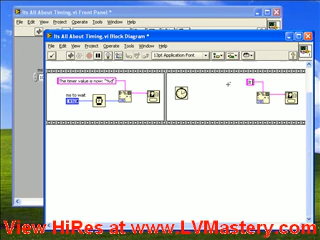 Its All About Timing.vi Front Panel *
File Edit View Project Operate Tools Window Help
Its All About Timing.vi Block Diagram *
File Edit View Project Operate Tools Window Help
13pt Application Font
The timer value is now: "%d"
ms to wait
View HiRes at www.LVMastery.com